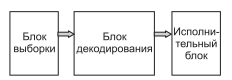 Блок
выборки
Блок
декодирования
Исполни-
тельный
блок